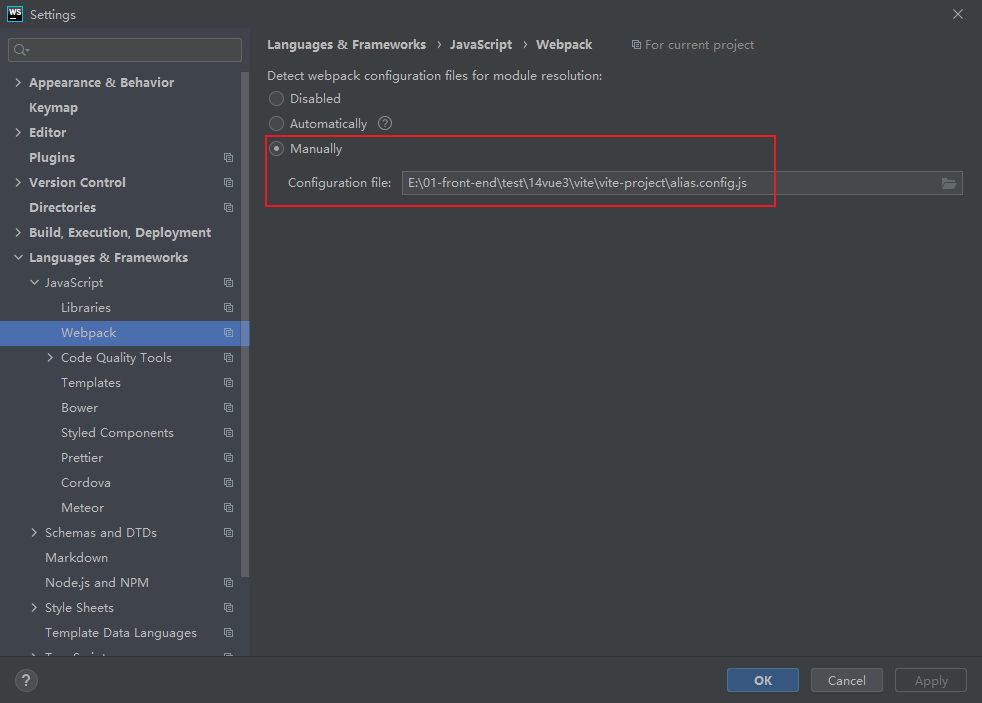 WS Settings
Languages & Frameworks › JavaScript › Webpack For current project
Detect webpack configuration files for module resolution:
Disabled
Automatically ?
Manually
Configuration file: E:\01-front-end\test\14vue3\vite\vite-project\alias.config.js
Appearance & Behavior
Keymap
Editor
Plugins
Version Control
Directories
Build, Execution, Deployment
Languages & Frameworks
JavaScript
Libraries
Webpack
Code Quality Tools
Templates
Bower
Styled Components
Prettier
Cordova
Meteor
Schemas and DTDs
Markdown
Node.js and NPM
Style Sheets
Template Data Languages
? OK Cancel Apply